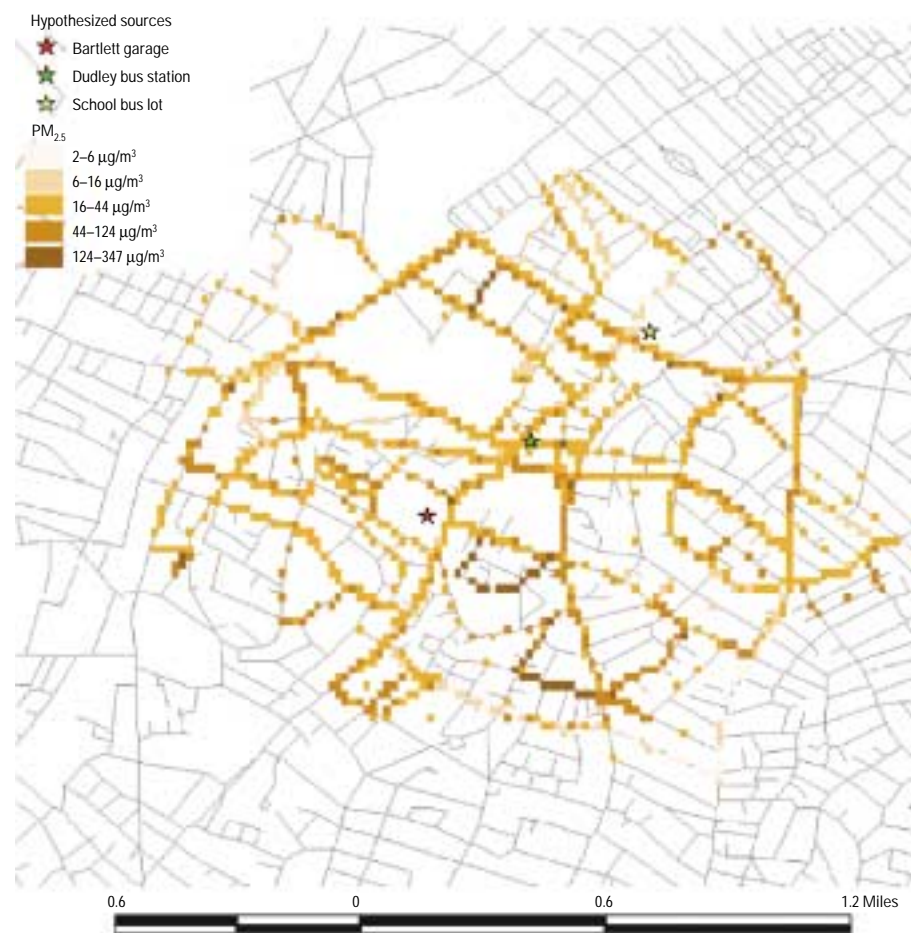 Hypothesized sources
Bartlett garage
Dudley bus station
School bus lot
PM2.5
2–6 μg/m3
6–16 μg/m3
16–44 μg/m3
44–124 μg/m3
124–347 μg/m3
0.6 0 0.6 1.2 Miles